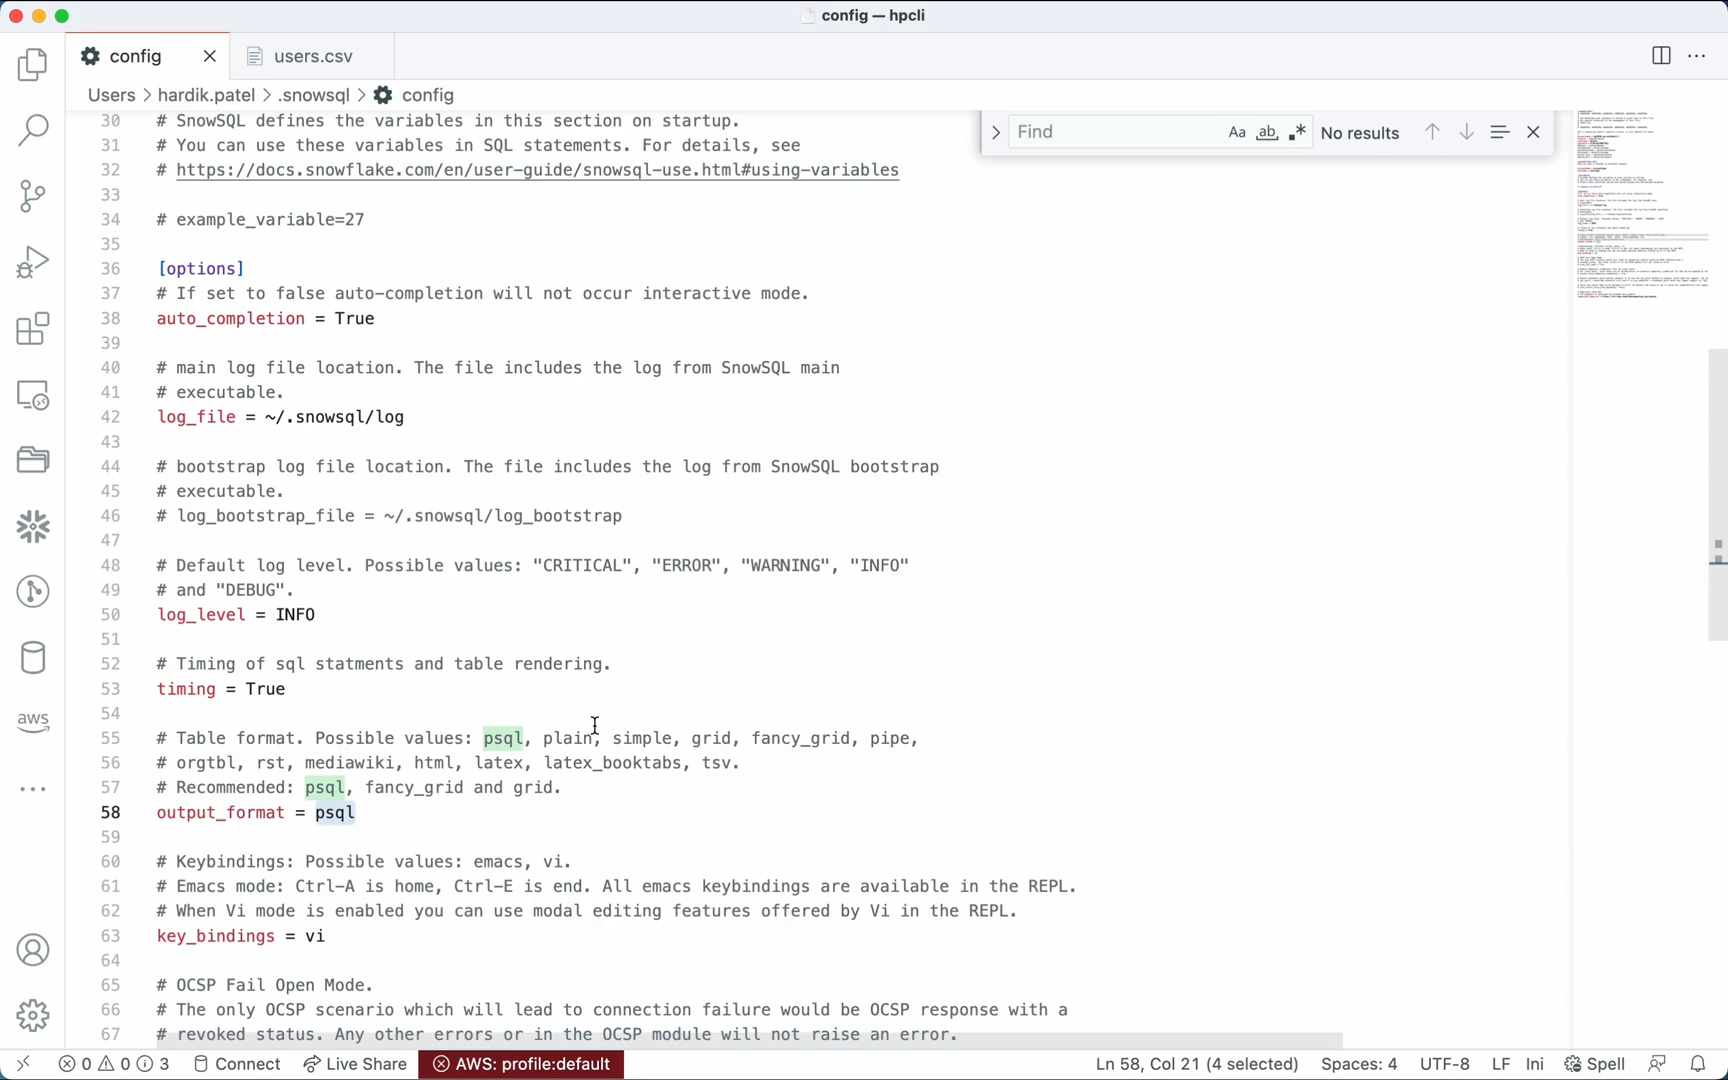 config — hpcli
config
users.csv
Users > hardik.patel > .snowsql > config
Find
Aa
ab
No results
30 # SnowSQL defines the variables in this section on startup.
31 # You can use these variables in SQL statements. For details, see
32 # https://docs.snowflake.com/en/user-guide/snowsql-use.html#using-variables
33
34 # example_variable=27
35
36 [options]
37 # If set to false auto-completion will not occur interactive mode.
38 auto_completion = True
39
40 # main log file location. The file includes the log from SnowSQL main
41 # executable.
42 log_file = ~/.snowsql/log
43
44 # bootstrap log file location. The file includes the log from SnowSQL bootstrap
45 # executable.
46 # log_bootstrap_file = ~/.snowsql/log_bootstrap
47
48 # Default log level. Possible values: "CRITICAL", "ERROR", "WARNING", "INFO"
49 # and "DEBUG".
50 log_level = INFO
51
52 # Timing of sql statments and table rendering.
53 timing = True
54
55 # Table format. Possible values: psql, plain, simple, grid, fancy_grid, pipe,
56 # orgtbl, rst, mediawiki, html, latex, latex_booktabs, tsv.
57 # Recommended: psql, fancy_grid and grid.
58 output_format = psql
59
60 # Keybindings: Possible values: emacs, vi.
61 # Emacs mode: Ctrl-A is home, Ctrl-E is end. All emacs keybindings are available in the REPL.
62 # When Vi mode is enabled you can use modal editing features offered by Vi in the REPL.
63 key_bindings = vi
64
65 # OCSP Fail Open Mode.
66 # The only OCSP scenario which will lead to connection failure would be OCSP response with a
67 # revoked status. Any other errors or in the OCSP module will not raise an error.
aws
0 0 3 Connect Live Share AWS: profile:default Ln 58, Col 21 (4 selected) Spaces: 4 UTF-8 LF Ini Spell